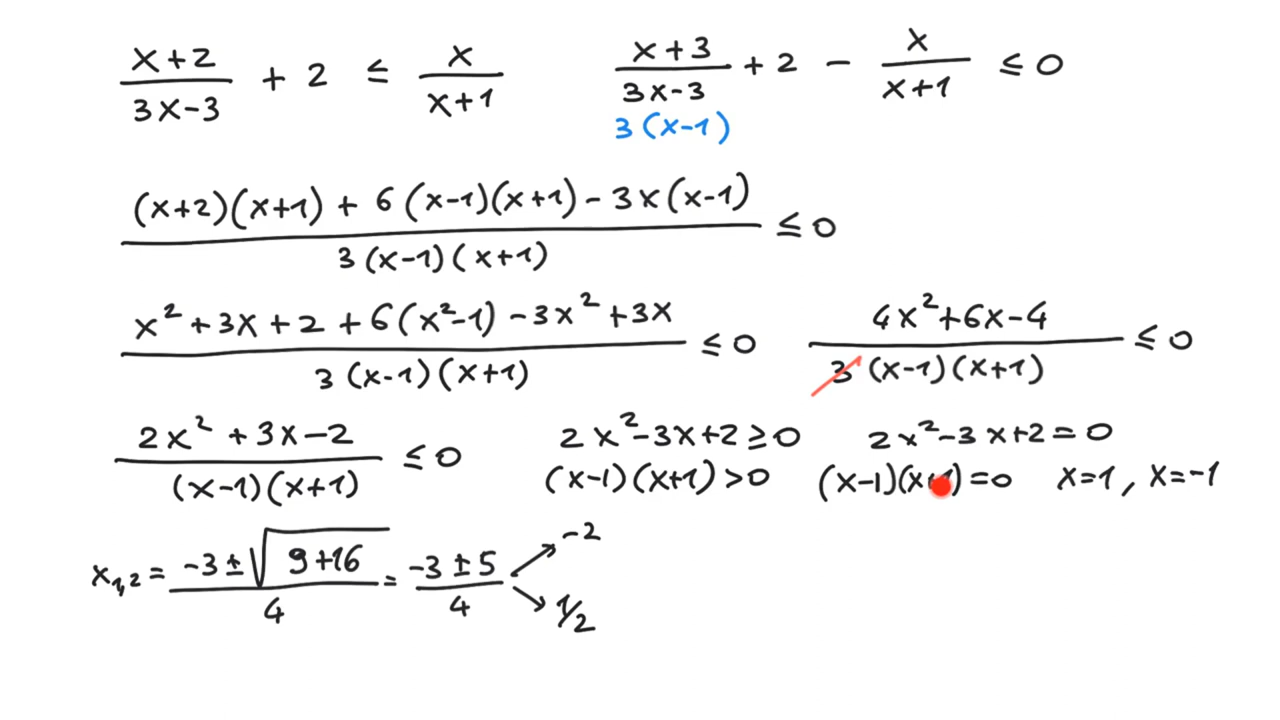 (x+2)/(3x-3) + 2 ≤ x/(x+1)    (x+3)/(3x-3) + 2 - x/(x+1) ≤ 0
3(x-1)
((x+2)(x+1) + 6(x-1)(x+1) - 3x(x-1))/(3(x-1)(x+1)) ≤ 0
(x² + 3x + 2 + 6(x²-1) - 3x² + 3x)/(3(x-1)(x+1)) ≤ 0    (4x² + 6x - 4)/(3(x-1)(x+1)) ≤ 0
(2x² + 3x - 2)/((x-1)(x+1)) ≤ 0    2x² - 3x + 2 ≥ 0    2x² - 3x + 2 = 0
(x-1)(x+1) > 0    (x-1)(x+1) = 0    x=1, x=-1
x₁,₂ = (-3 ± √(9+16))/4 = (-3 ± 5)/4    -2
1/2